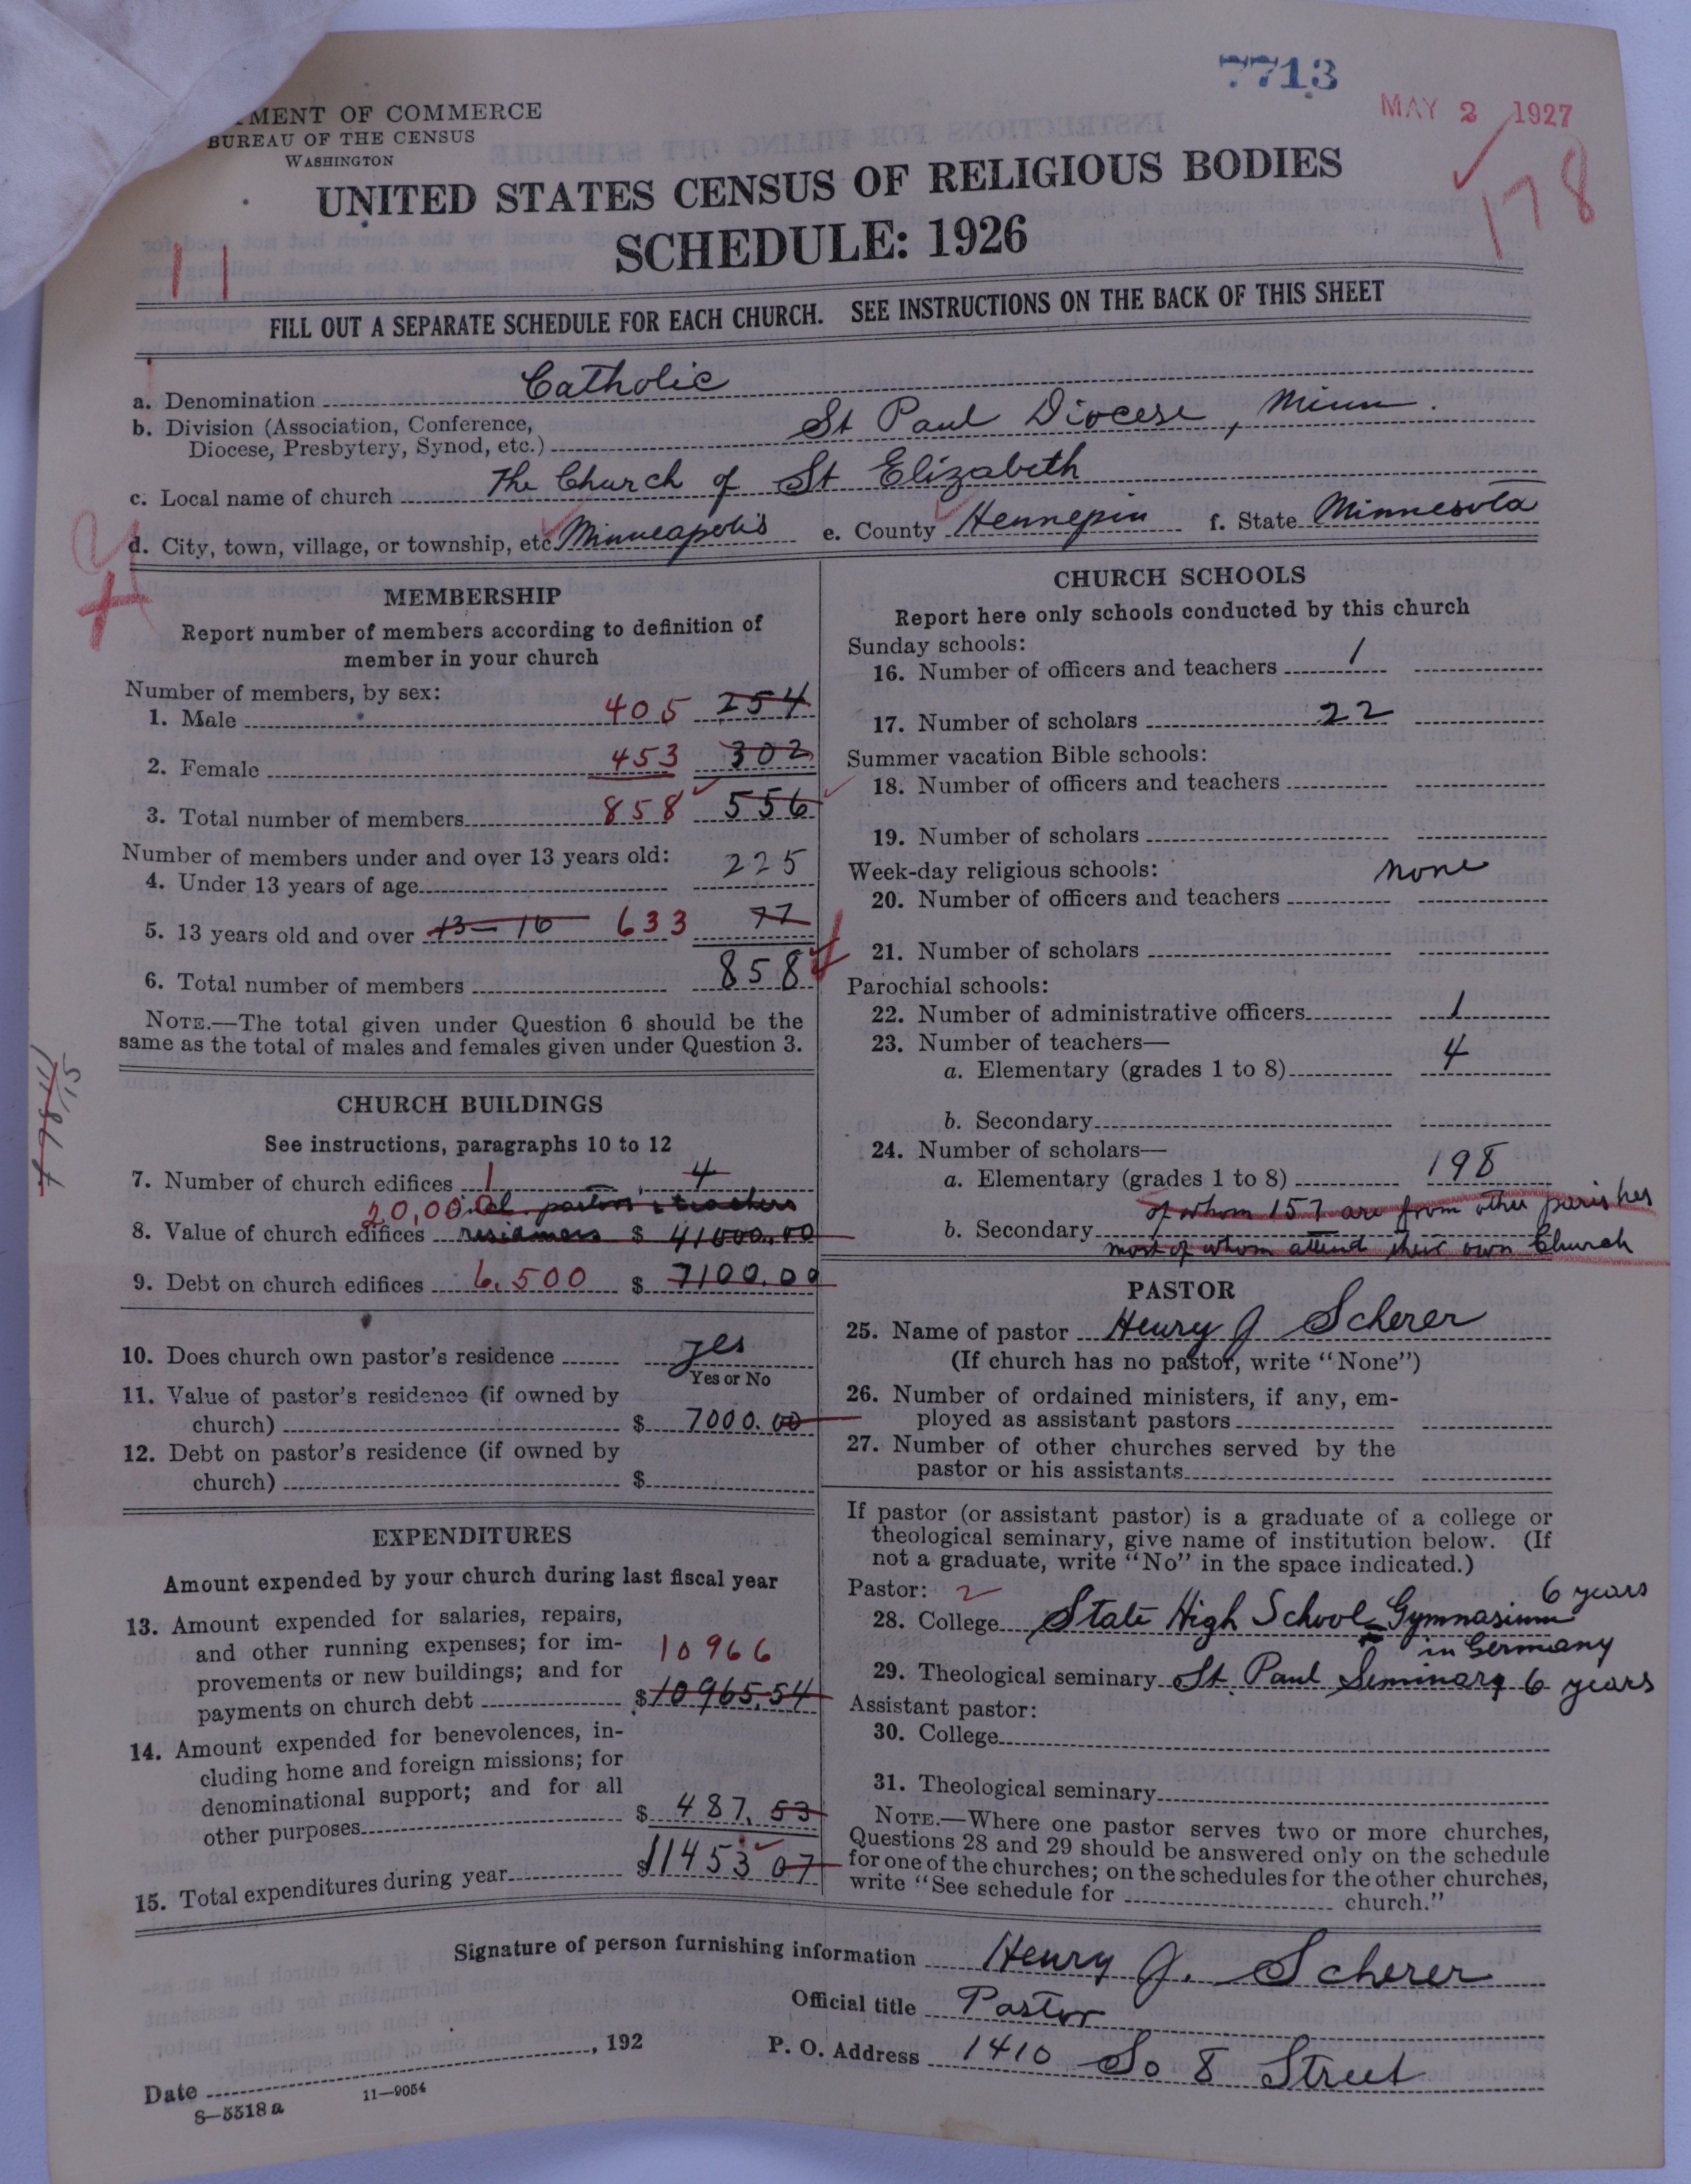 7713
MAY 2 1927
178
MENT OF COMMERCE
BUREAU OF THE CENSUS
WASHINGTON
UNITED STATES CENSUS OF RELIGIOUS BODIES
SCHEDULE: 1926
11
FILL OUT A SEPARATE SCHEDULE FOR EACH CHURCH. SEE INSTRUCTIONS ON THE BACK OF THIS SHEET
a. Denomination Catholic
b. Division (Association, Conference,
Diocese, Presbytery, Synod, etc.) St Paul Diocese, Minn.
c. Local name of church The Church of St Elizabeth
d. City, town, village, or township, etc. Minneapolis e. County Hennepin f. State Minnesota
MEMBERSHIP
Report number of members according to definition of
member in your church
Number of members, by sex:
1. Male 405 254
2. Female 453 302
3. Total number of members 858 556
Number of members under and over 13 years old:
4. Under 13 years of age 225
5. 13 years old and over 13-16 633 77
6. Total number of members 858
NOTE.—The total given under Question 6 should be the
same as the total of males and females given under Question 3.
CHURCH BUILDINGS
See instructions, paragraphs 10 to 12
7. Number of church edifices 1 4
20,000 pastors & teachers
8. Value of church edifices $ 41000.00
9. Debt on church edifices 6,500 $ 7100.00
10. Does church own pastor's residence yes
Yes or No
11. Value of pastor's residence (if owned by
church) $ 7000.00
12. Debt on pastor's residence (if owned by
church) $
EXPENDITURES
Amount expended by your church during last fiscal year
13. Amount expended for salaries, repairs,
and other running expenses; for im-
provements or new buildings; and for 10966
payments on church debt $10965.54
14. Amount expended for benevolences, in-
cluding home and foreign missions; for
denominational support; and for all
other purposes $ 487.53
15. Total expenditures during year $11453 07
CHURCH SCHOOLS
Report here only schools conducted by this church
Sunday schools:
16. Number of officers and teachers 1
17. Number of scholars 22
Summer vacation Bible schools:
18. Number of officers and teachers
19. Number of scholars
Week-day religious schools: none
20. Number of officers and teachers
21. Number of scholars
Parochial schools:
22. Number of administrative officers 1
23. Number of teachers—
a. Elementary (grades 1 to 8) 4
b. Secondary
24. Number of scholars—
a. Elementary (grades 1 to 8) 198
of whom 157 are from other parishes
b. Secondary
most of whom attend their own Church
PASTOR
25. Name of pastor Henry J Scherer
(If church has no pastor, write "None")
26. Number of ordained ministers, if any, em-
ployed as assistant pastors
27. Number of other churches served by the
pastor or his assistants
If pastor (or assistant pastor) is a graduate of a college or
theological seminary, give name of institution below. (If
not a graduate, write "No" in the space indicated.)
Pastor: 2 6 years
28. College State High School = Gymnasium
in Germany
29. Theological seminary St. Paul Seminary 6 years
Assistant pastor:
30. College
31. Theological seminary
NOTE.—Where one pastor serves two or more churches,
Questions 28 and 29 should be answered only on the schedule
for one of the churches; on the schedules for the other churches,
write "See schedule for church."
Signature of person furnishing information Henry J. Scherer
Official title Pastor
Date , 192 P. O. Address 1410 So 8 Street
S—5518a 11—9054